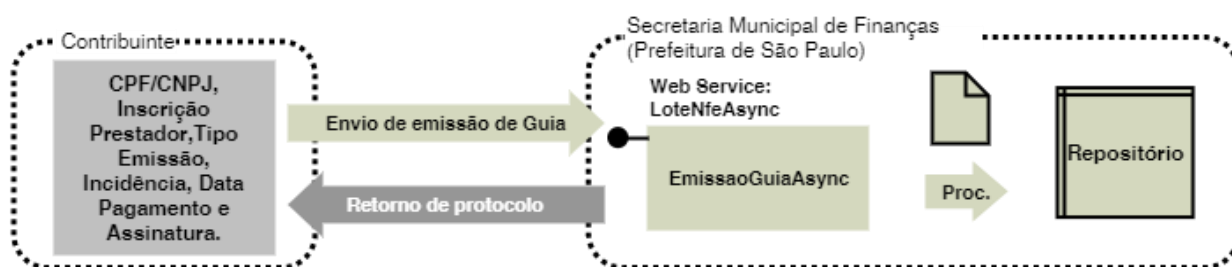 Contribuinte
CPF/CNPJ,
Inscrição
Prestador,Tipo
Emissão,
Incidência, Data
Pagamento e
Assinatura.
Envio de emissão de Guia
Retorno de protocolo
Secretaria Municipal de Finanças
(Prefeitura de São Paulo)
Web Service:
LoteNfeAsync
EmissaoGuiaAsync
Proc.
Repositório